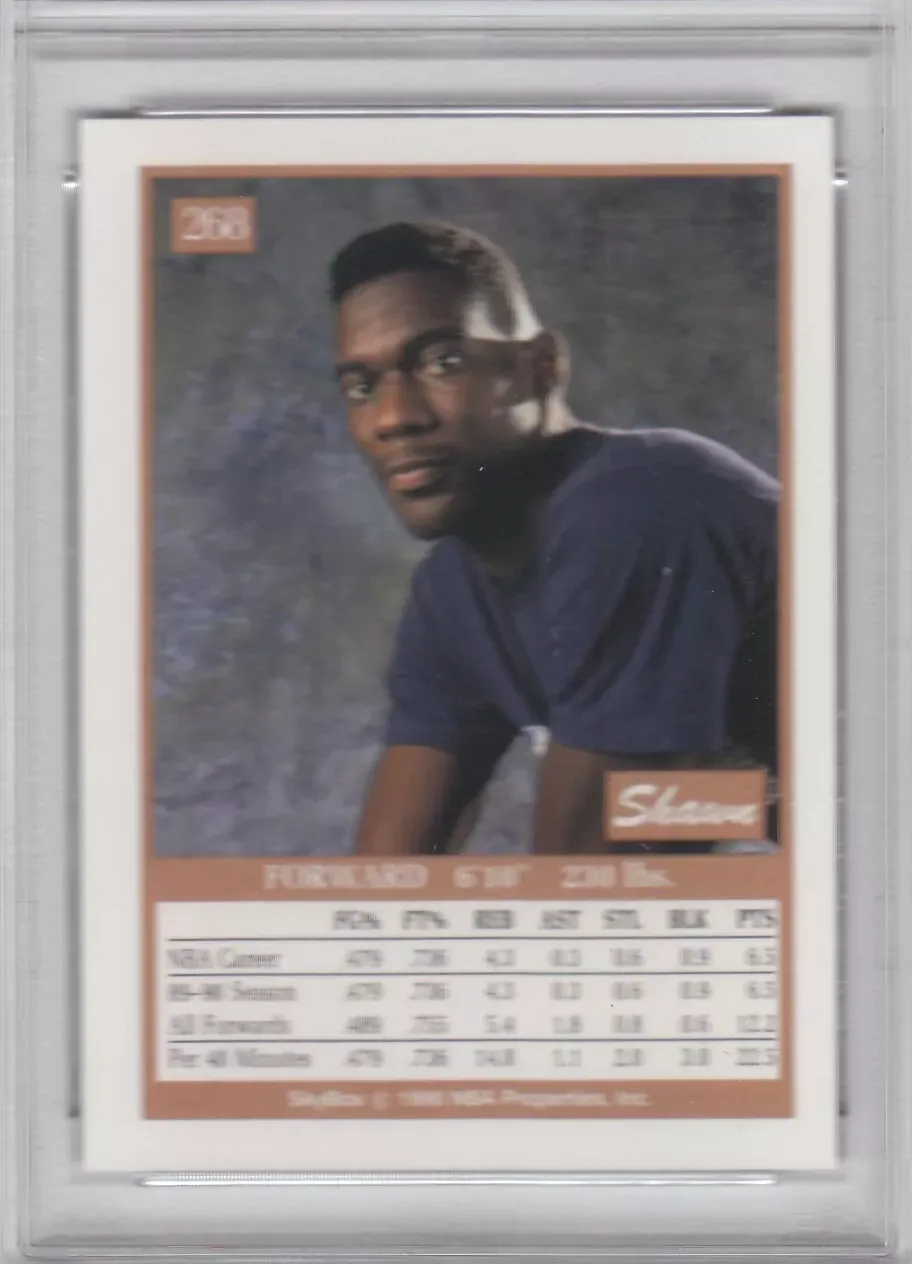 268
Shawn
FORWARD 6'10" 230 lbs.
FG% FT% REB AST STL BLK PTS
NBA Career .479 .736 4.3 0.3 0.6 0.9 6.5
89-90 Season .479 .736 4.3 0.3 0.6 0.9 6.5
All Forwards .489 .755 5.4 1.8 0.8 0.6 12.2
Per 48 Minutes .479 .736 14.8 1.1 2.0 3.0 22.5
SkyBox © 1990 NBA Properties, Inc.